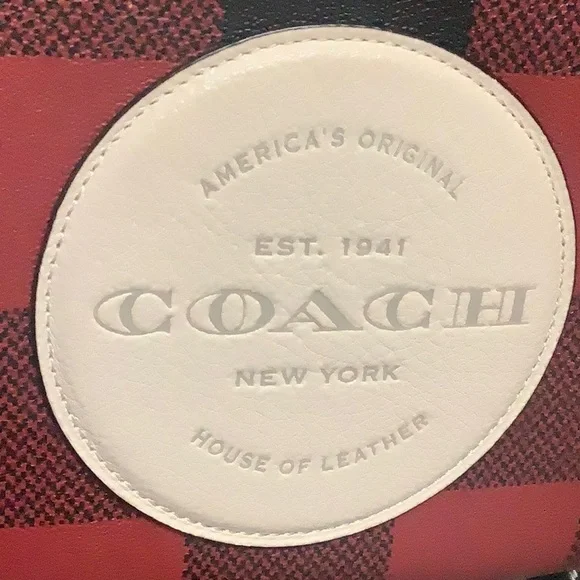 AMERICA'S ORIGINAL
EST. 1941
COACH
NEW YORK
HOUSE OF LEATHER